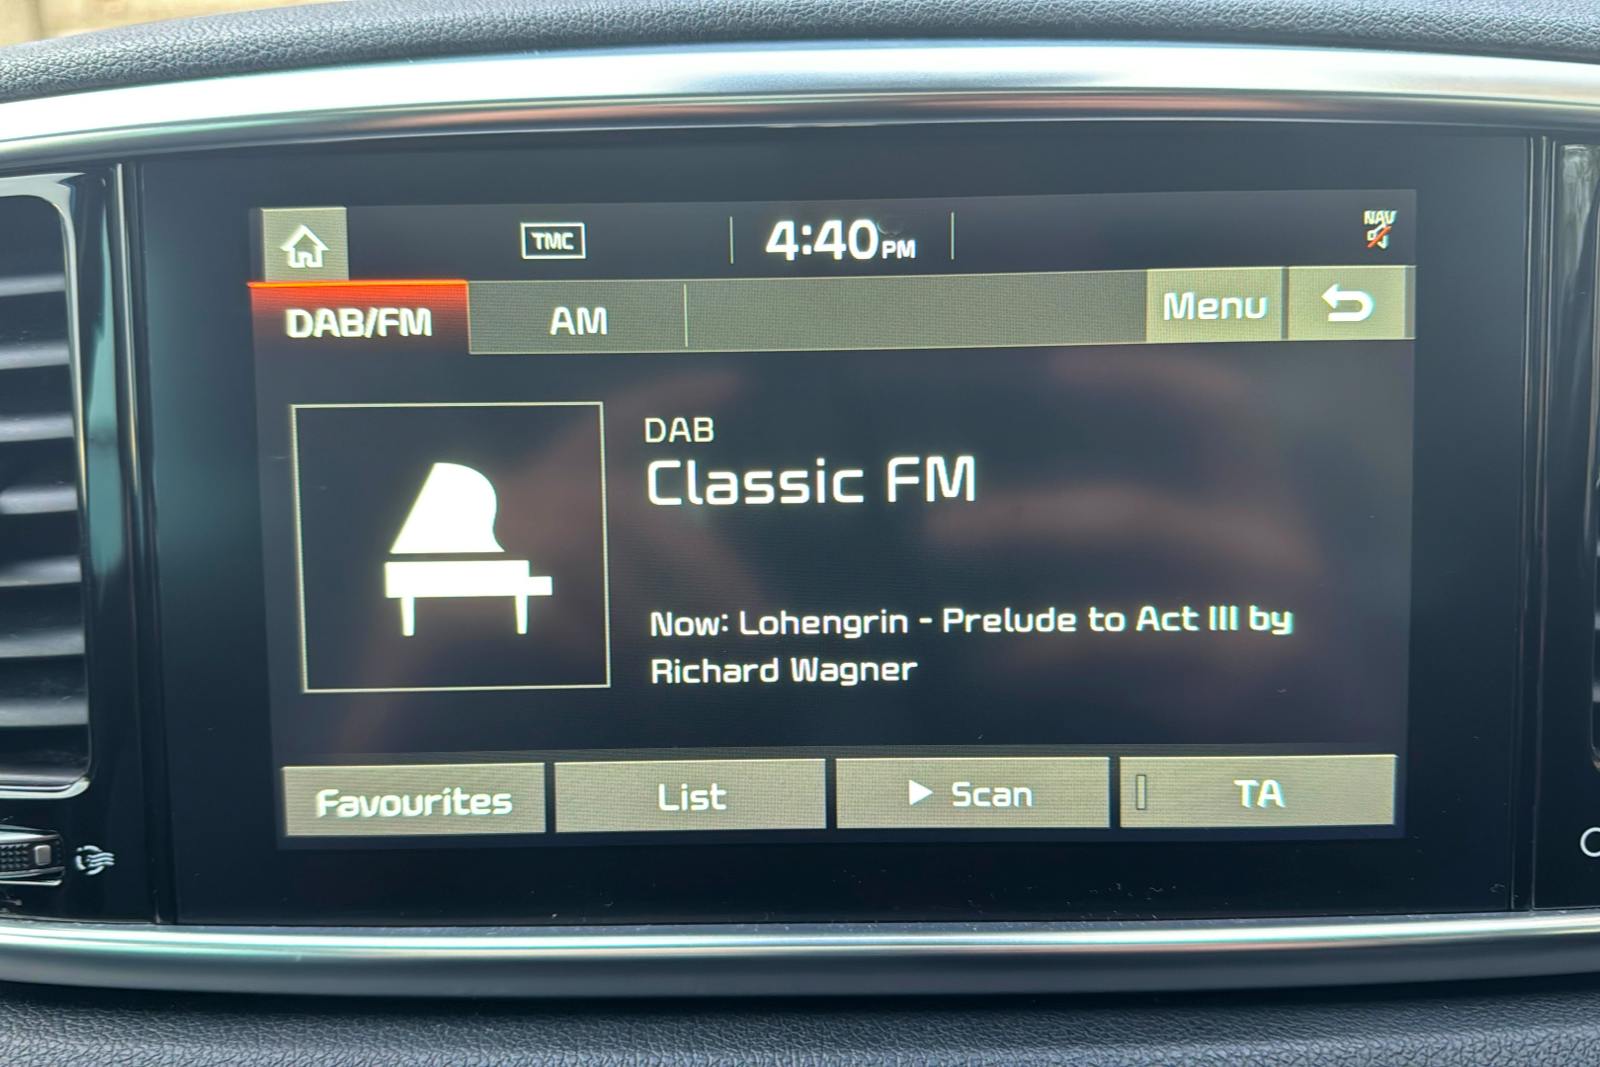 TMC
4:40PM
NAV
DAB/FM
AM
Menu
DAB
Classic FM
Now: Lohengrin - Prelude to Act III by
Richard Wagner
Favourites
List
Scan
TA